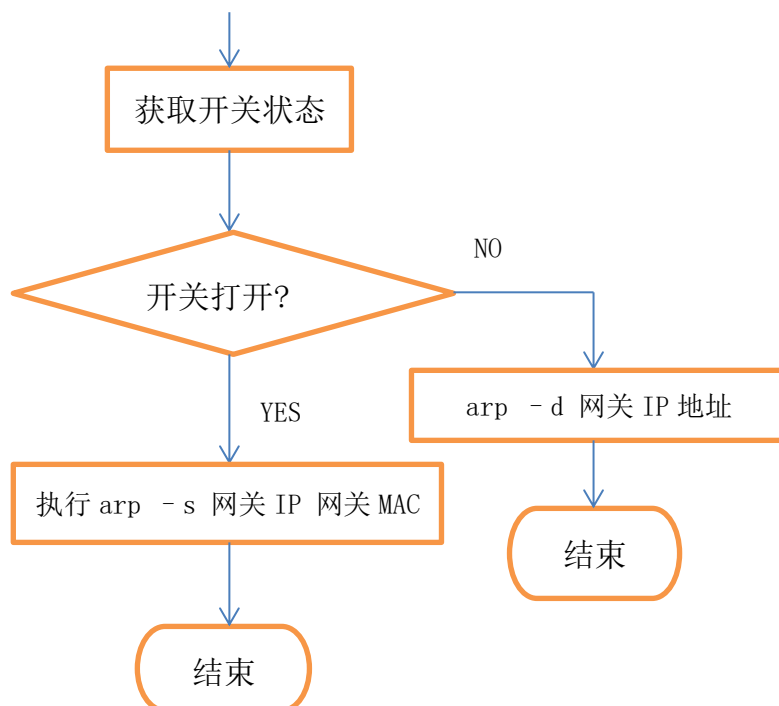 获取开关状态
开关打开?
NO
YES
arp -d 网关 IP 地址
执行 arp -s 网关 IP 网关 MAC
结束
结束